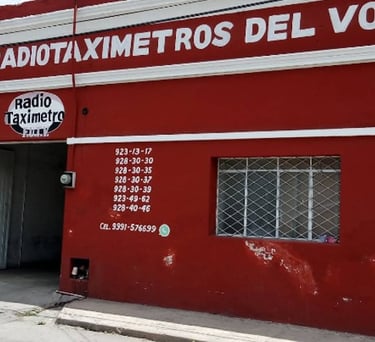 ADIOTAXIMETROS DEL VO
Radio
Taximetro
923-13-17
928-30-30
928-30-35
928-30-37
928-30-39
923-49-62
928-40-46
CEL. 9991-576699